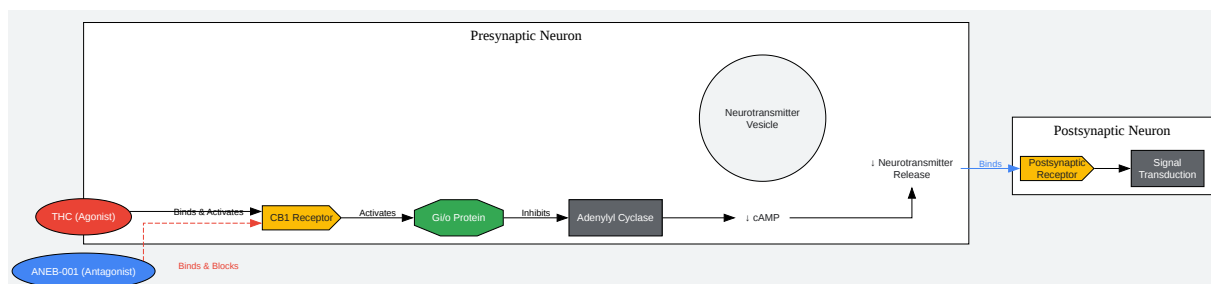 Presynaptic Neuron
Neurotransmitter
Vesicle
Postsynaptic Neuron
↓ Neurotransmitter
Release
Binds
Postsynaptic
Receptor
Signal
Transduction
THC (Agonist)
Binds & Activates
CB1 Receptor
Activates
Gi/o Protein
Inhibits
Adenylyl Cyclase
↓ cAMP
ANEB-001 (Antagonist)
Binds & Blocks